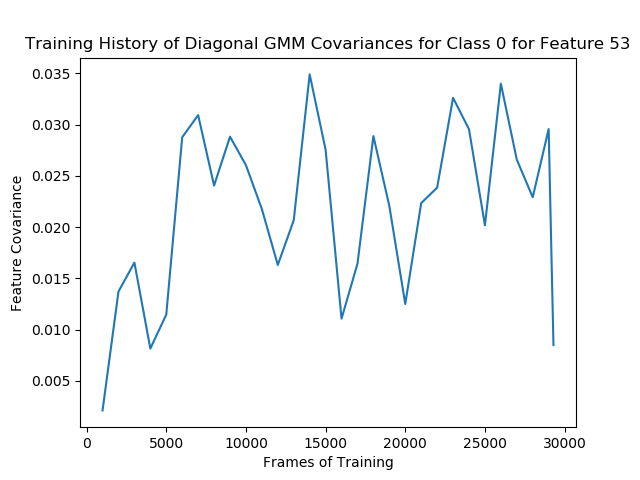 Training History of Diagonal GMM Covariances for Class 0 for Feature 53
0.035
0.030
0.025
0.020
0.015
0.010
0.005
Feature Covariance
0 5000 10000 15000 20000 25000 30000
Frames of Training